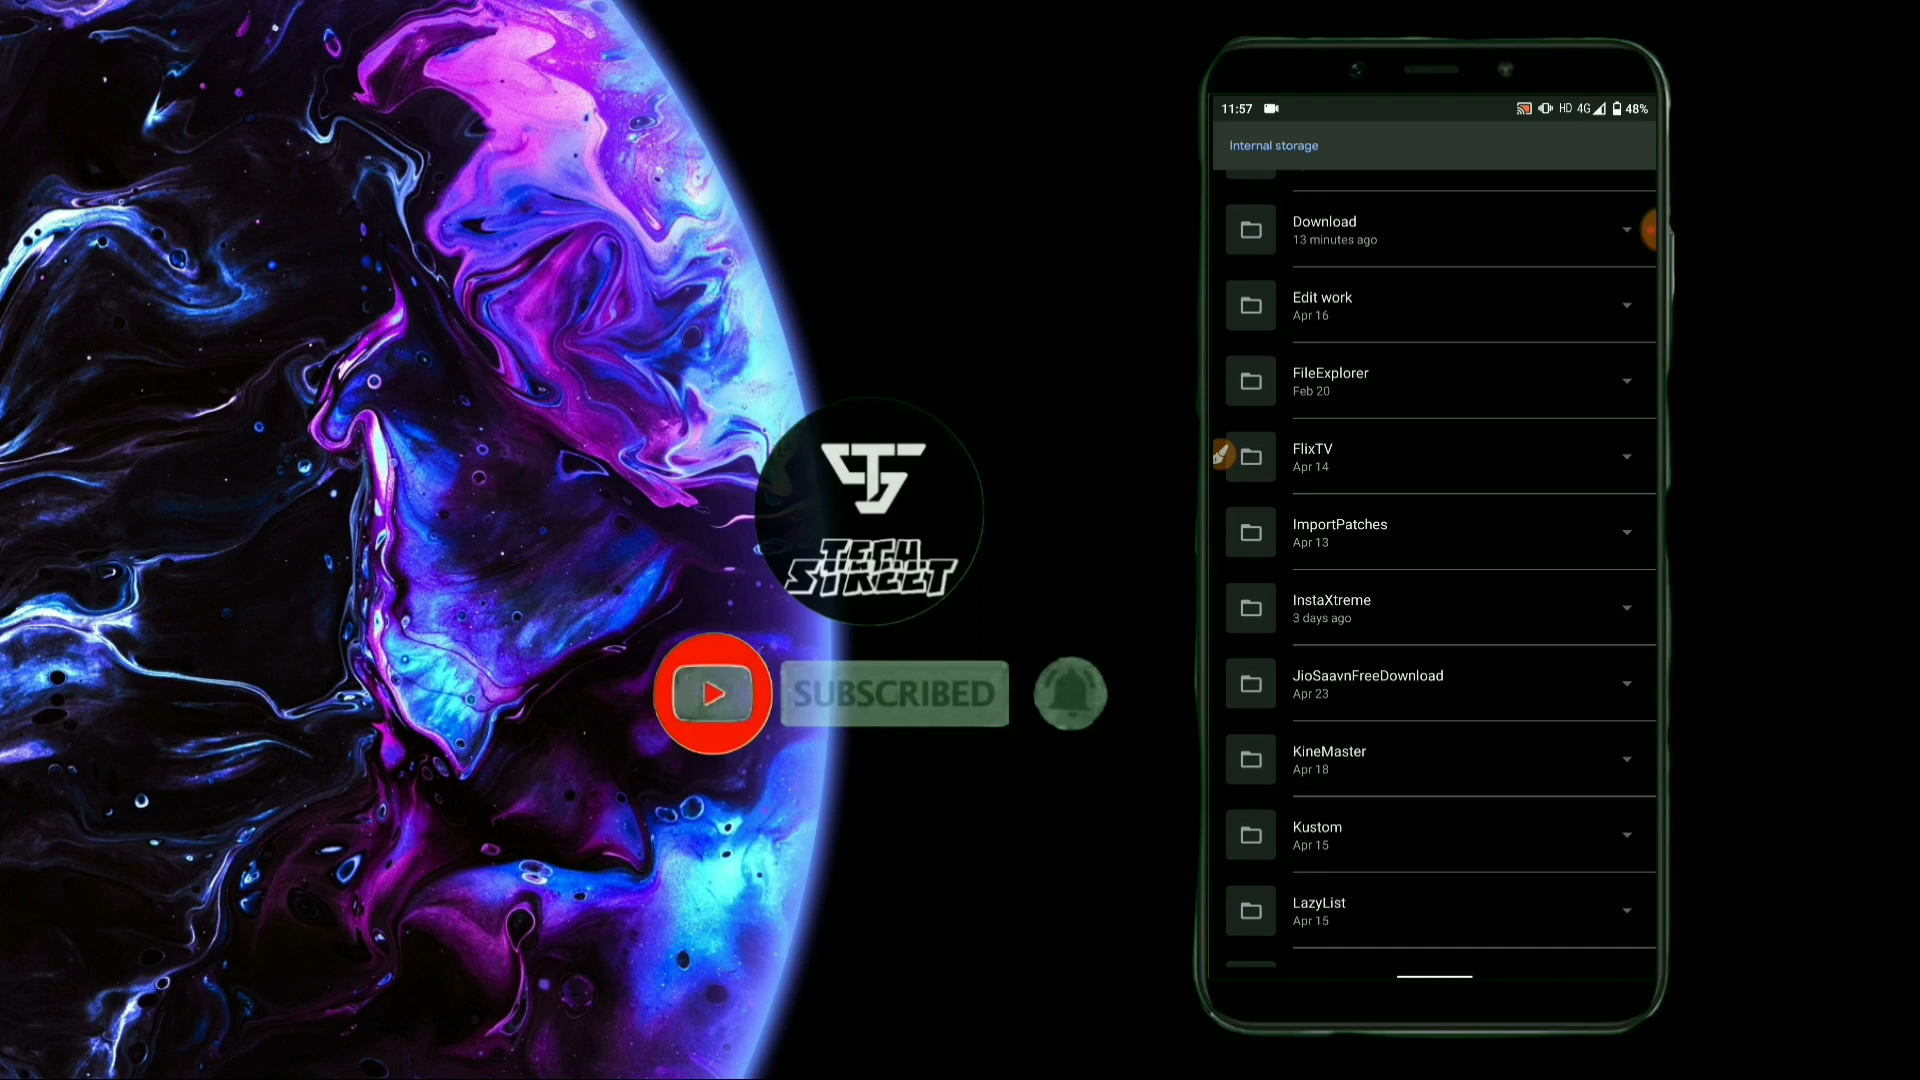 TECH
STREET
SUBSCRIBED
11:57
HD 4G 48%
Internal storage
Download
13 minutes ago
Edit work
Apr 16
FileExplorer
Feb 20
FlixTV
Apr 14
ImportPatches
Apr 13
InstaXtreme
3 days ago
JioSaavnFreeDownload
Apr 23
KineMaster
Apr 18
Kustom
Apr 15
LazyList
Apr 15